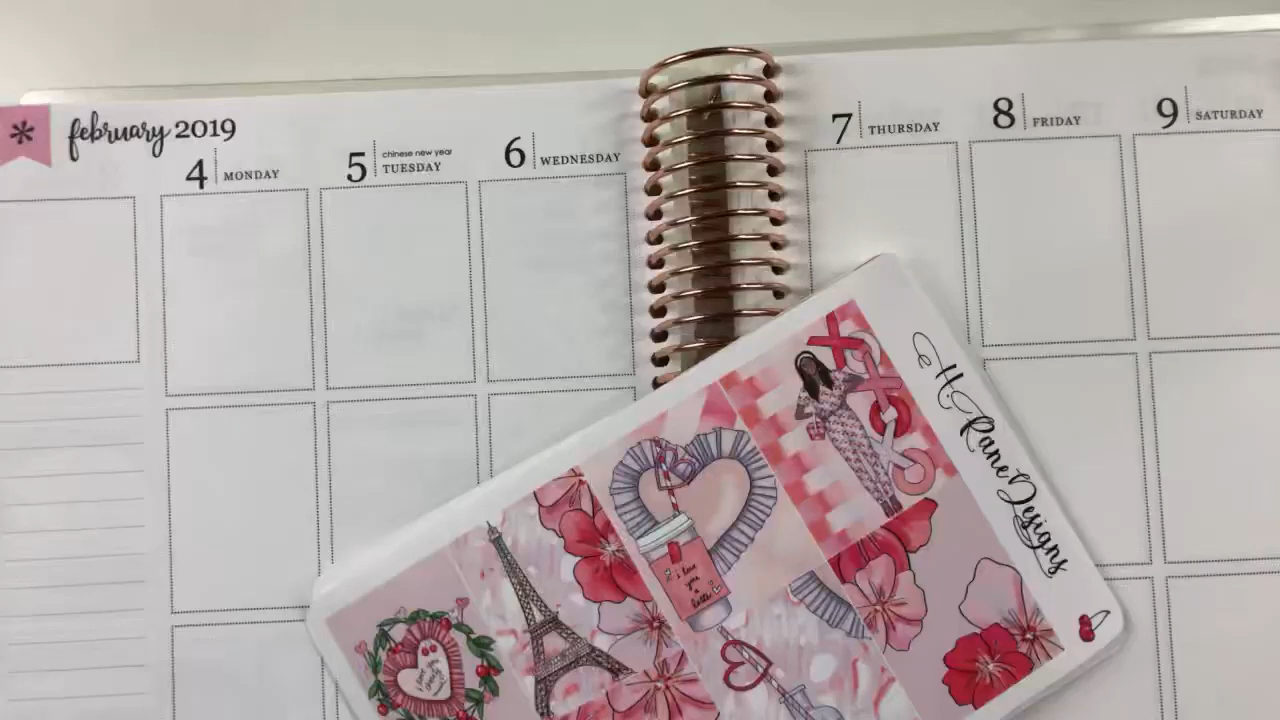 * february 2019
4 MONDAY
5 chinese new year TUESDAY
6 WEDNESDAY
7 THURSDAY
8 FRIDAY
9 SATURDAY
H. Rane Designs
XOXO
i love
you
a
latte